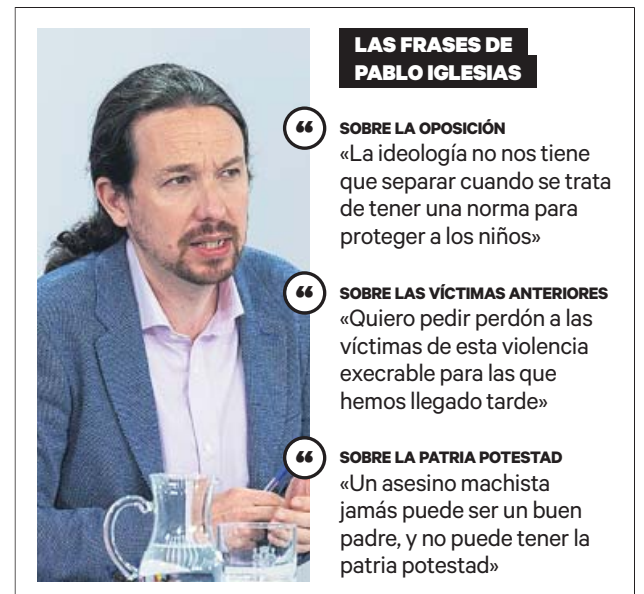 LAS FRASES DE
PABLO IGLESIAS
SOBRE LA OPOSICIÓN
«La ideología no nos tiene
que separar cuando se trata
de tener una norma para
proteger a los niños»
SOBRE LAS VÍCTIMAS ANTERIORES
«Quiero pedir perdón a las
víctimas de esta violencia
execrable para las que
hemos llegado tarde»
SOBRE LA PATRIA POTESTAD
«Un asesino machista
jamás puede ser un buen
padre, y no puede tener la
patria potestad»